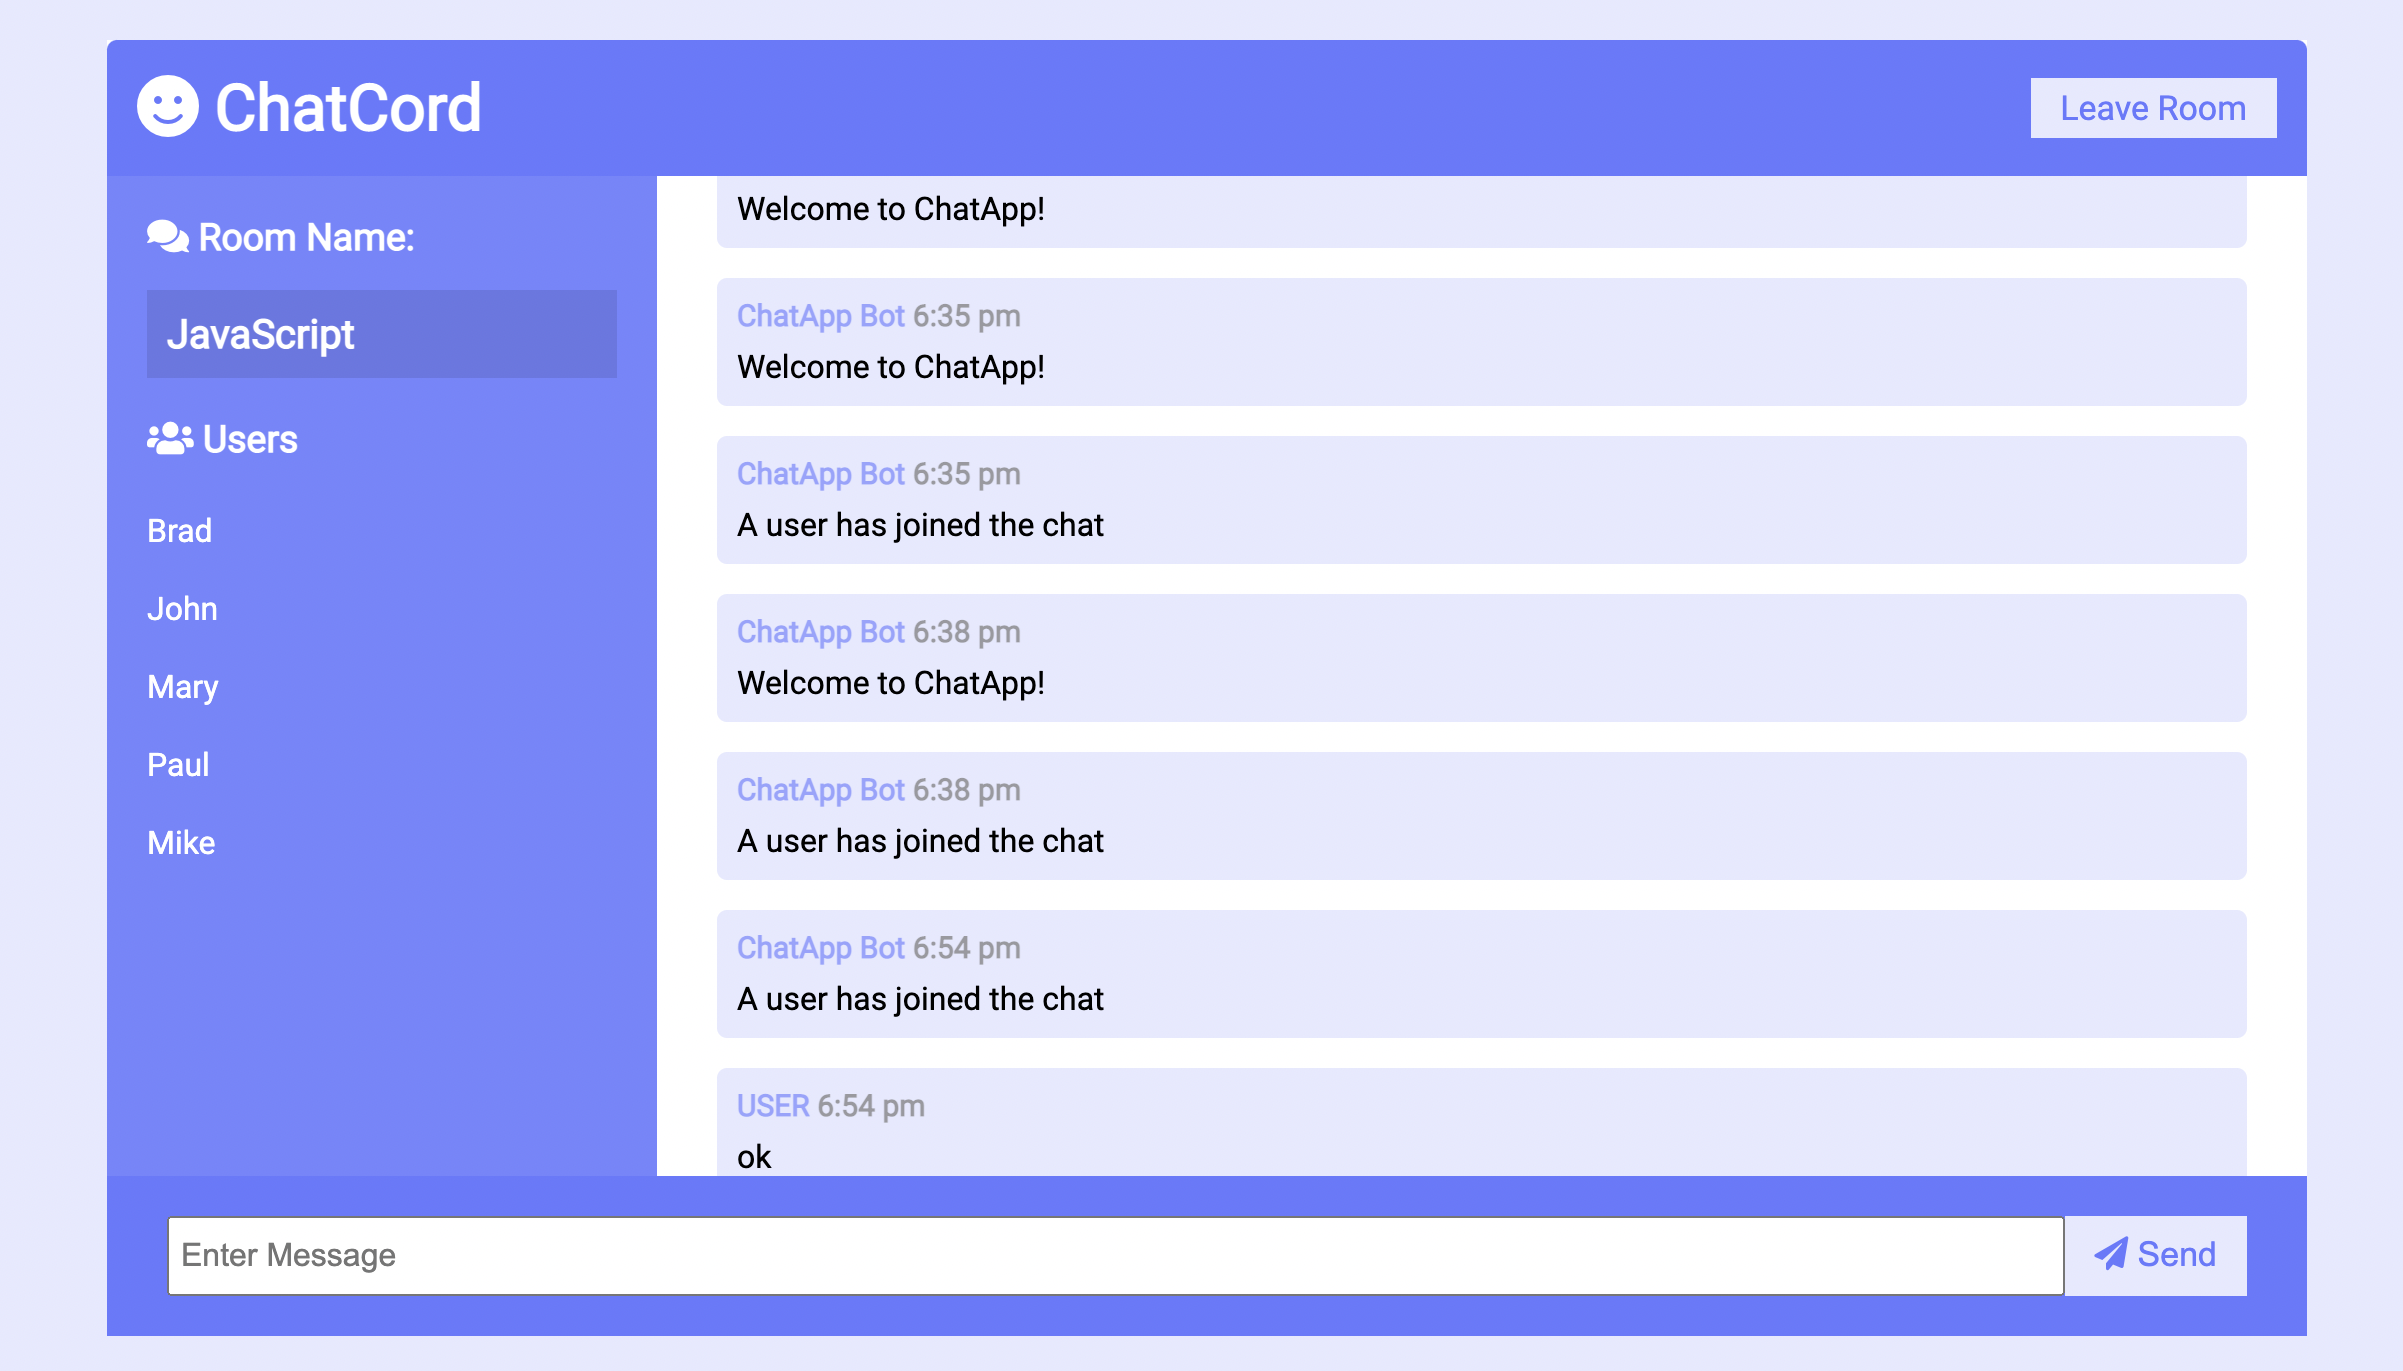 ChatCord
Leave Room
Room Name:
JavaScript
Users
Brad
John
Mary
Paul
Mike
Welcome to ChatApp!
ChatApp Bot 6:35 pm
Welcome to ChatApp!
ChatApp Bot 6:35 pm
A user has joined the chat
ChatApp Bot 6:38 pm
Welcome to ChatApp!
ChatApp Bot 6:38 pm
A user has joined the chat
ChatApp Bot 6:54 pm
A user has joined the chat
USER 6:54 pm
ok
Enter Message
Send